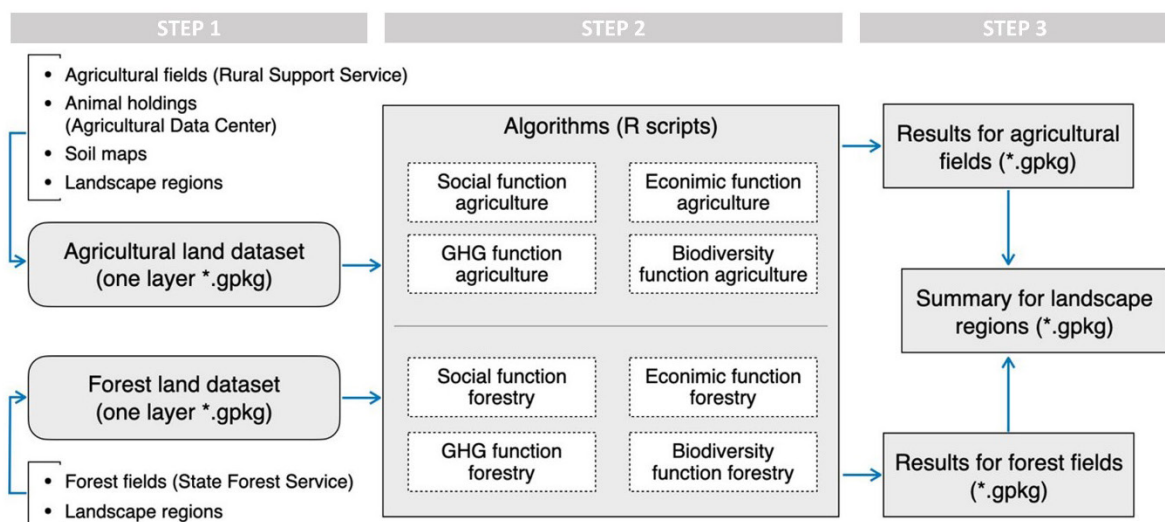 STEP 1
STEP 2
STEP 3
• Agricultural fields (Rural Support Service)
• Animal holdings
(Agricultural Data Center)
• Soil maps
• Landscape regions
Agricultural land dataset
(one layer *.gpkg)
Forest land dataset
(one layer *.gpkg)
• Forest fields (State Forest Service)
• Landscape regions
Algorithms (R scripts)
Social function
agriculture
Econimic function
agriculture
GHG function
agriculture
Biodiversity
function agriculture
Social function
forestry
Econimic function
forestry
GHG function
forestry
Biodiversity
function forestry
Results for agricultural
fields (*.gpkg)
Summary for landscape
regions (*.gpkg)
Results for forest fields
(*.gpkg)